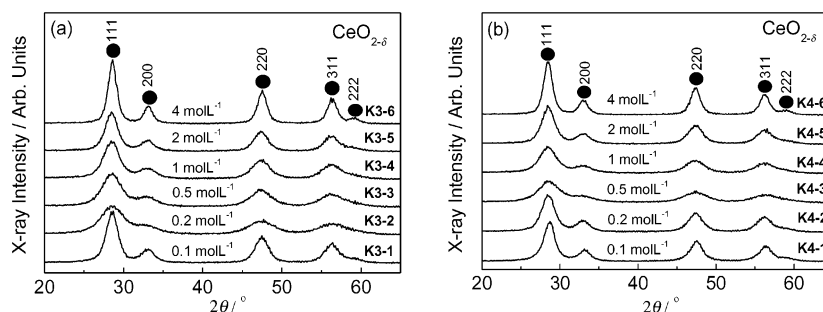 (a)
CeO2-δ
111
200
220
311
222
4 molL-1
K3-6
2 molL-1
K3-5
1 molL-1
K3-4
0.5 molL-1
K3-3
0.2 molL-1
K3-2
0.1 molL-1
K3-1
X-ray Intensity / Arb. Units
20 30 40 50 60
2θ/ °
(b)
CeO2-δ
111
200
220
311
222
4 molL-1
K4-6
2 molL-1
K4-5
1 molL-1
K4-4
0.5 molL-1
K4-3
0.2 molL-1
K4-2
0.1 molL-1
K4-1
X-ray Intensity / Arb. Units
20 30 40 50 60
2θ/ °